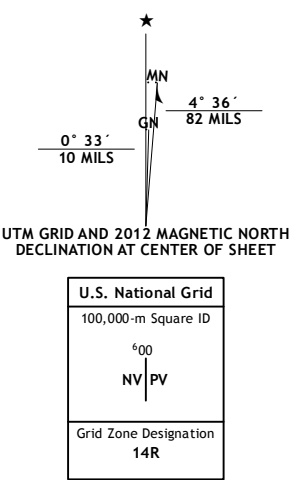 ★
MN
4° 36´
82 MILS
GN
0° 33´
10 MILS
UTM GRID AND 2012 MAGNETIC NORTH
DECLINATION AT CENTER OF SHEET
U.S. National Grid
100,000-m Square ID
⁶00
NV PV
Grid Zone Designation
14R